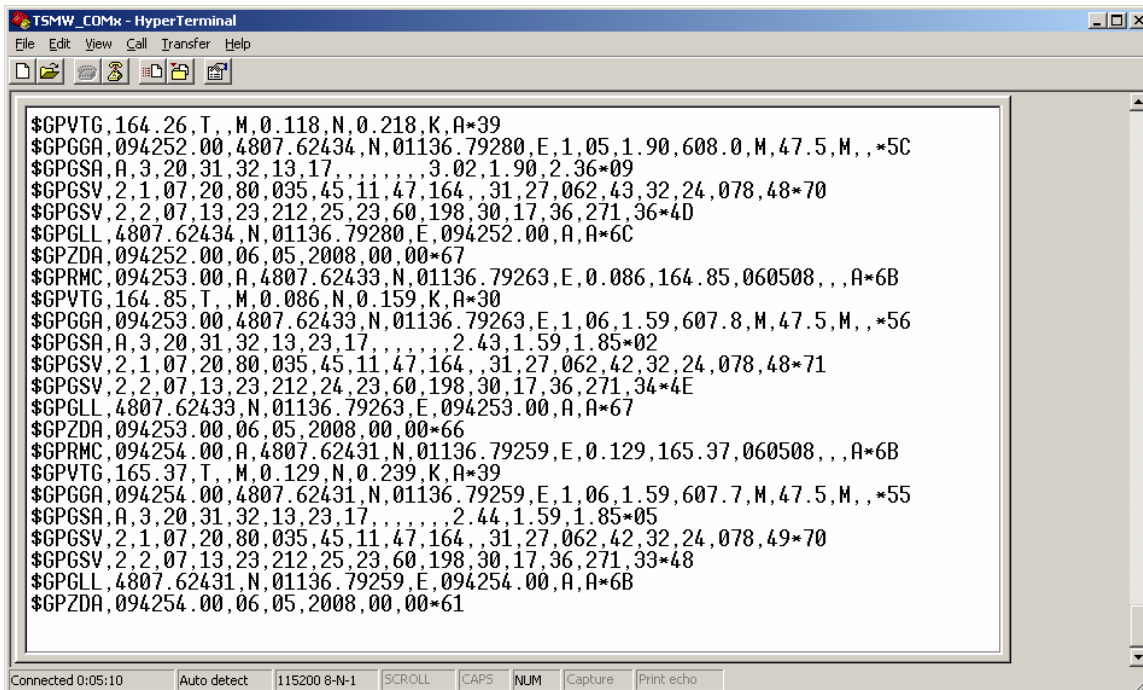 TSMW_COMx - HyperTerminal
File Edit View Call Transfer Help
$GPVTG,164.26,T,,M,0.118,N,0.218,K,A*39
$GPGGA,094252.00,4807.62434,N,01136.79280,E,1,05,1.90,608.0,M,47.5,M,,*5C
$GPGSA,A,3,20,31,32,13,17,,,,,,,,3.02,1.90,2.36*09
$GPGSV,2,1,07,20,80,035,45,11,47,164,,31,27,062,43,32,24,078,48*70
$GPGSV,2,2,07,13,23,212,25,23,60,198,30,17,36,271,36*4D
$GPGLL,4807.62434,N,01136.79280,E,094252.00,A,A*6C
$GPZDA,094252.00,06,05,2008,00,00*67
$GPRMC,094253.00,A,4807.62433,N,01136.79263,E,0.086,164.85,060508,,,A*6B
$GPVTG,164.85,T,,M,0.086,N,0.159,K,A*30
$GPGGA,094253.00,4807.62433,N,01136.79263,E,1,06,1.59,607.8,M,47.5,M,,*56
$GPGSA,A,3,20,31,32,13,23,17,,,,,,,2.43,1.59,1.85*02
$GPGSV,2,1,07,20,80,035,45,11,47,164,,31,27,062,42,32,24,078,48*71
$GPGSV,2,2,07,13,23,212,24,23,60,198,30,17,36,271,34*4E
$GPGLL,4807.62433,N,01136.79263,E,094253.00,A,A*67
$GPZDA,094253.00,06,05,2008,00,00*66
$GPRMC,094254.00,A,4807.62431,N,01136.79259,E,0.129,165.37,060508,,,A*6B
$GPVTG,165.37,T,,M,0.129,N,0.239,K,A*39
$GPGGA,094254.00,4807.62431,N,01136.79259,E,1,06,1.59,607.7,M,47.5,M,,*55
$GPGSA,A,3,20,31,32,13,23,17,,,,,,,2.44,1.59,1.85*05
$GPGSV,2,1,07,20,80,035,45,11,47,164,,31,27,062,42,32,24,078,49*70
$GPGSV,2,2,07,13,23,212,25,23,60,198,30,17,36,271,33*48
$GPGLL,4807.62431,N,01136.79259,E,094254.00,A,A*6B
$GPZDA,094254.00,06,05,2008,00,00*61
Connected 0:05:10 Auto detect 115200 8-N-1 SCROLL CAPS NUM Capture Print echo